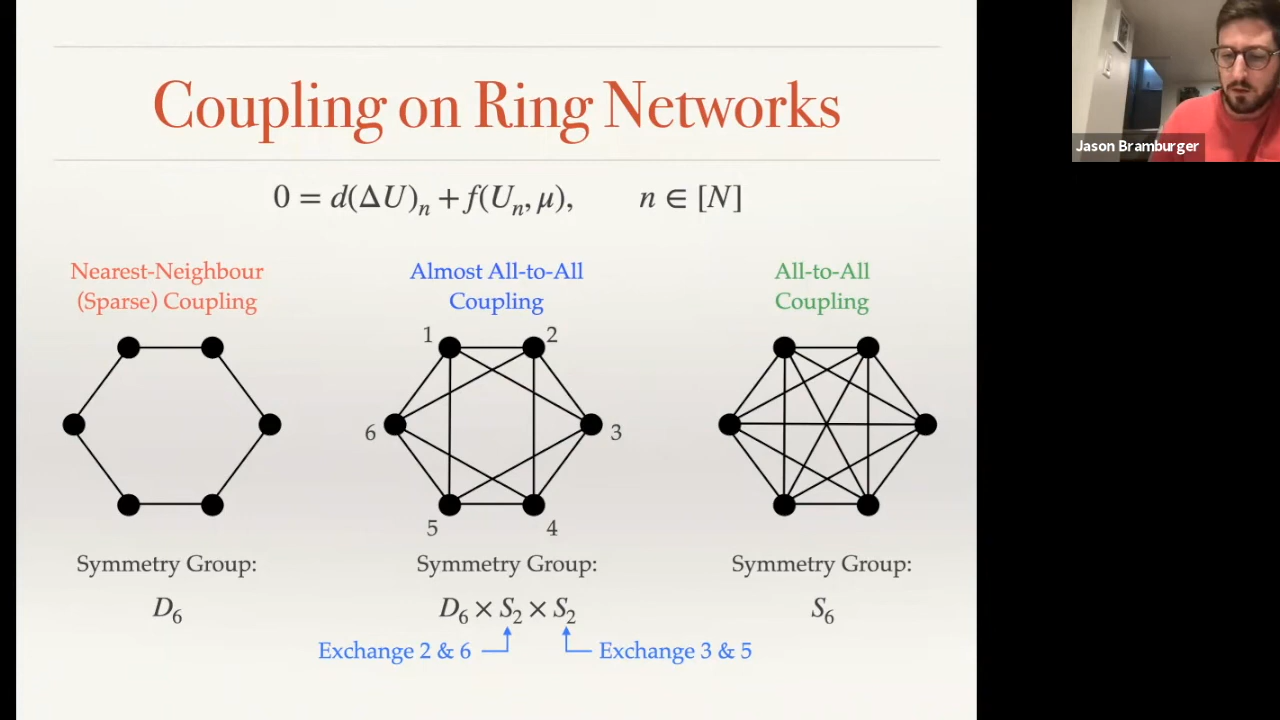 Coupling on Ring Networks
0 = d(ΔU)ₙ + f(Uₙ, μ),   n ∈ [N]
Nearest-Neighbour
(Sparse) Coupling
Almost All-to-All
Coupling
All-to-All
Coupling
1
2
6
3
5
4
Symmetry Group:
D₆
Symmetry Group:
D₆ × S₂ × S₂
Exchange 2 & 6
Exchange 3 & 5
Symmetry Group:
S₆
Jason Bramburger